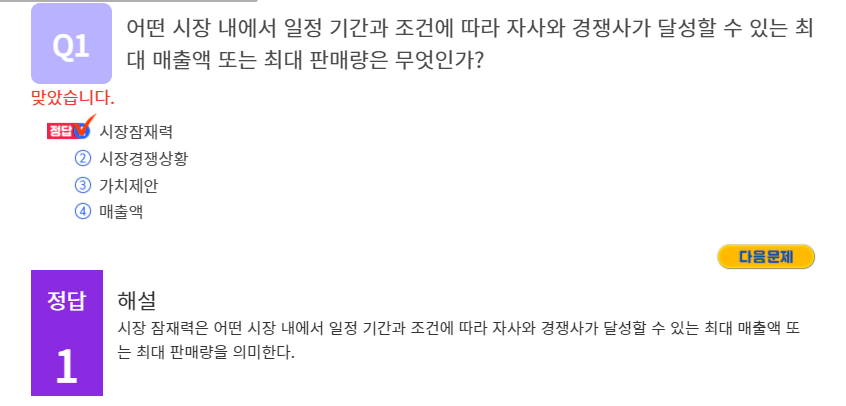 Q1
어떤 시장 내에서 일정 기간과 조건에 따라 자사와 경쟁사가 달성할 수 있는 최
대 매출액 또는 최대 판매량은 무엇인가?
맞았습니다.
정답 ① 시장잠재력
② 시장경쟁상황
③ 가치제안
④ 매출액
다음문제
정답
1
해설
시장 잠재력은 어떤 시장 내에서 일정 기간과 조건에 따라 자사와 경쟁사가 달성할 수 있는 최대 매출액 또
는 최대 판매량을 의미한다.